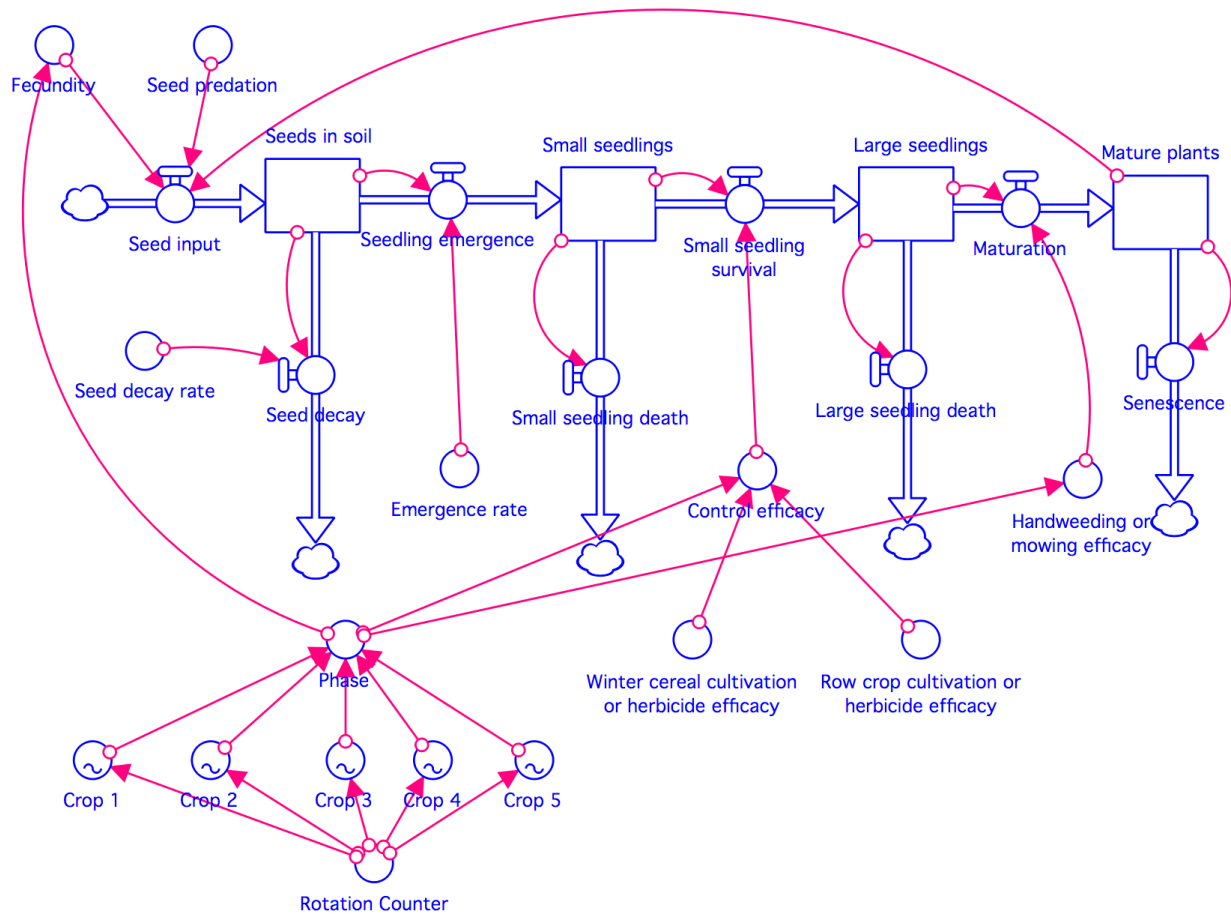 Fecundity
Seed predation
Seeds in soil
Small seedlings
Large seedlings
Mature plants
Seed input
Seedling emergence
Small seedling
survival
Maturation
Seed decay rate
Seed decay
Small seedling death
Large seedling death
Senescence
Emergence rate
Control efficacy
Handweeding or
mowing efficacy
Phase
Winter cereal cultivation
or herbicide efficacy
Row crop cultivation or
herbicide efficacy
Crop 1
Crop 2
Crop 3
Crop 4
Crop 5
Rotation Counter